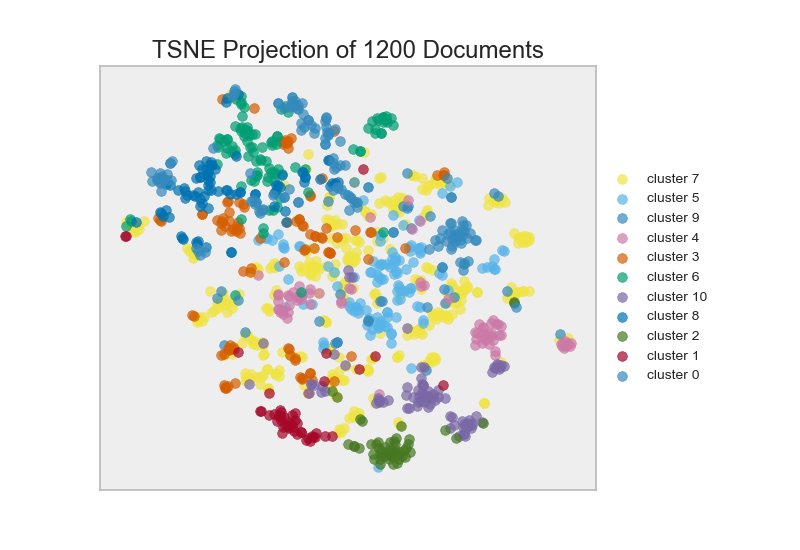 TSNE Projection of 1200 Documents
cluster 7
cluster 5
cluster 9
cluster 4
cluster 3
cluster 6
cluster 10
cluster 8
cluster 2
cluster 1
cluster 0